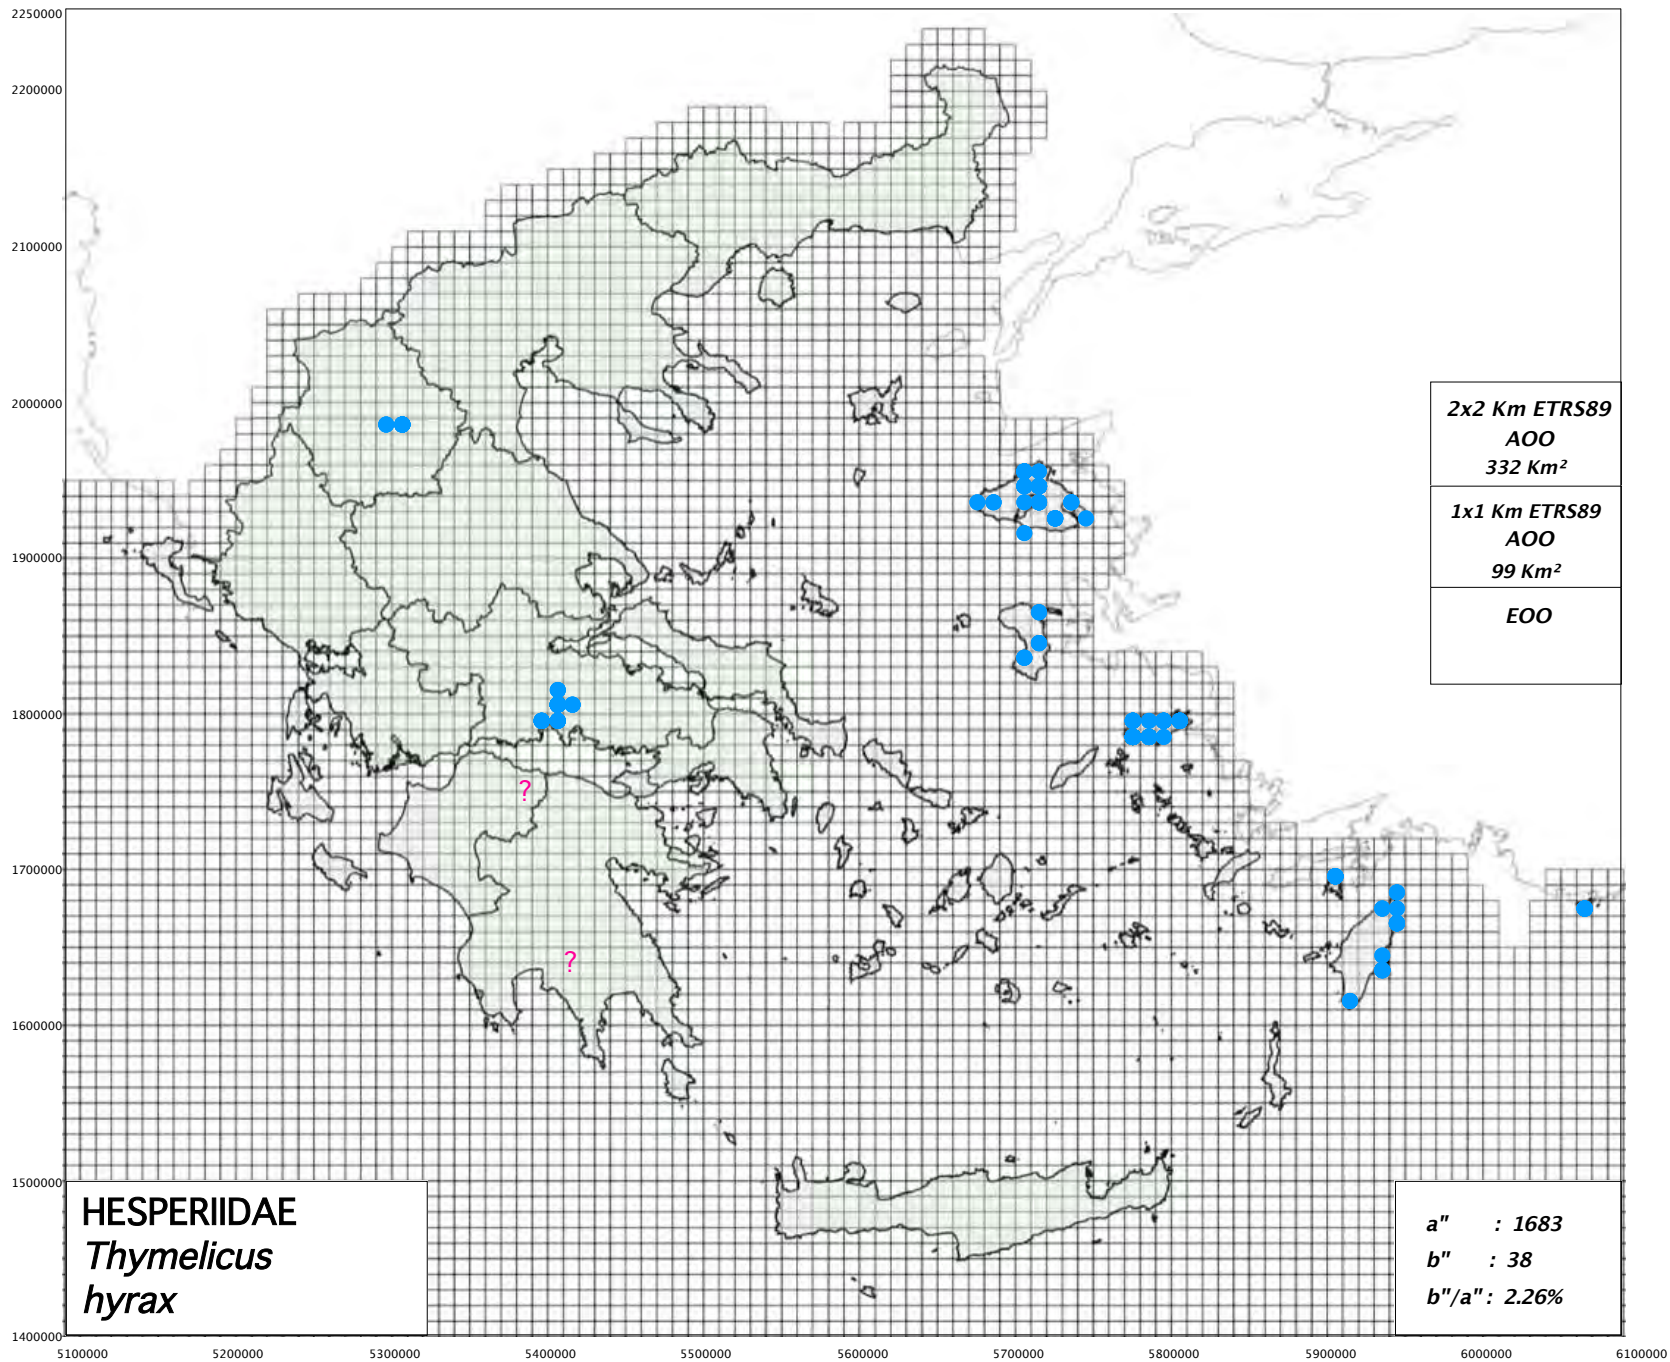 2250000
2200000
2100000
2000000
1900000
1800000
1700000
1600000
1500000
1400000
2x2 Km ETRS89
AOO
332 Km²
1x1 Km ETRS89
AOO
99 Km²
EOO
?
?
HESPERIIDAE
Thymelicus
hyrax
a" : 1683
b" : 38
b"/a" : 2.26%
5100000 5200000 5300000 5400000 5500000 5600000 5700000 5800000 5900000 6000000 6100000